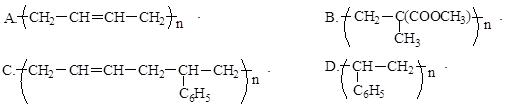 A.(CH₂-CH=CH-CH₂)n
B.(CH₂-C(COOCH₃))n
CH₃
C.(CH₂-CH=CH-CH₂-CH-CH₂)n
C₆H₅
D.(CH-CH₂)n
C₆H₅